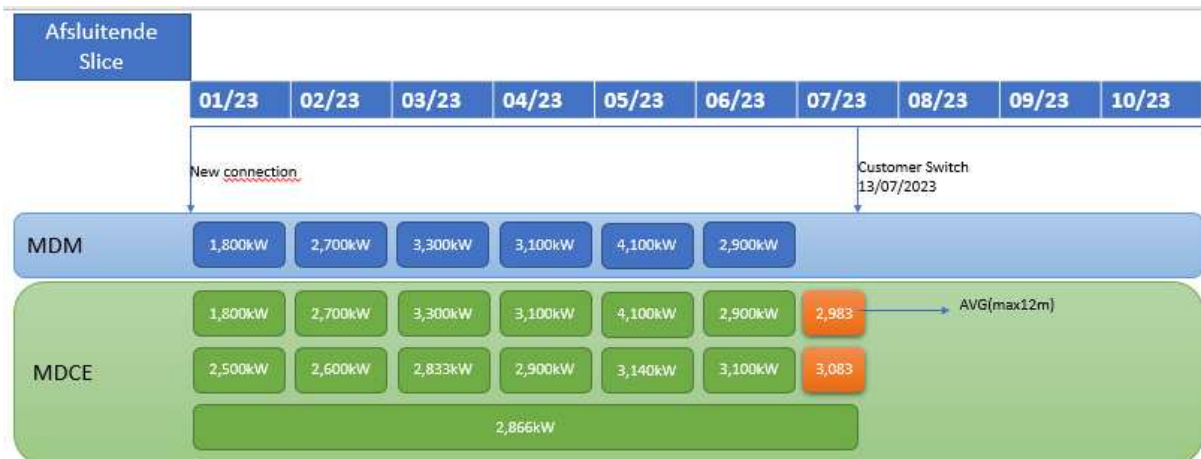 Afsluitende
Slice
01/23 02/23 03/23 04/23 05/23 06/23 07/23 08/23 09/23 10/23
New connection
Customer Switch
13/07/2023
MDM
1,800kW 2,700kW 3,300kW 3,100kW 4,100kW 2,900kW
MDCE
1,800kW 2,700kW 3,300kW 3,100kW 4,100kW 2,900kW 2,983 AVG(max12m)
2,500kW 2,600kW 2,833kW 2,900kW 3,140kW 3,100kW 3,083
2,866kW